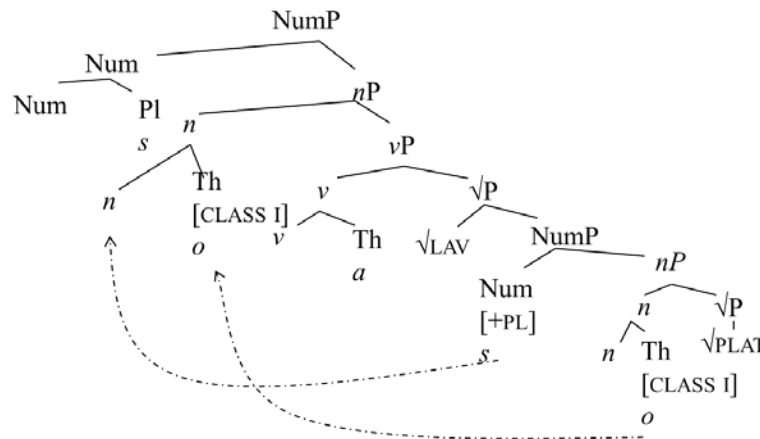 NumP
Num
Num Pl nP
s n
vP
n Th v √P
[CLASS I] v Th √LAV NumP
o a nP
Num n √P
[+PL] n Th √PLAT
s [CLASS I]
o